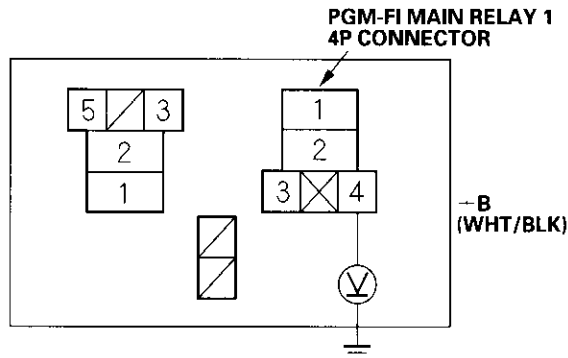 PGM-FI MAIN RELAY 1
4P CONNECTOR
5 3
1
2
2
1
3 4
–B
(WHT/BLK)
V